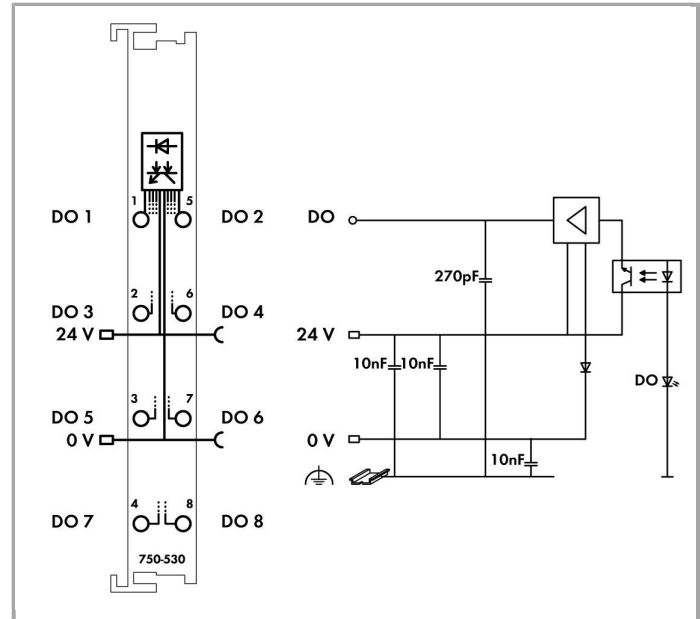 1 5
DO 1 DO 2
2 6
DO 3 DO 4
24 V
3 7
DO 5 DO 6
0 V
4 8
DO 7 DO 8
750-530
DO
270pF
24 V
10nF 10nF
DO
0 V
10nF